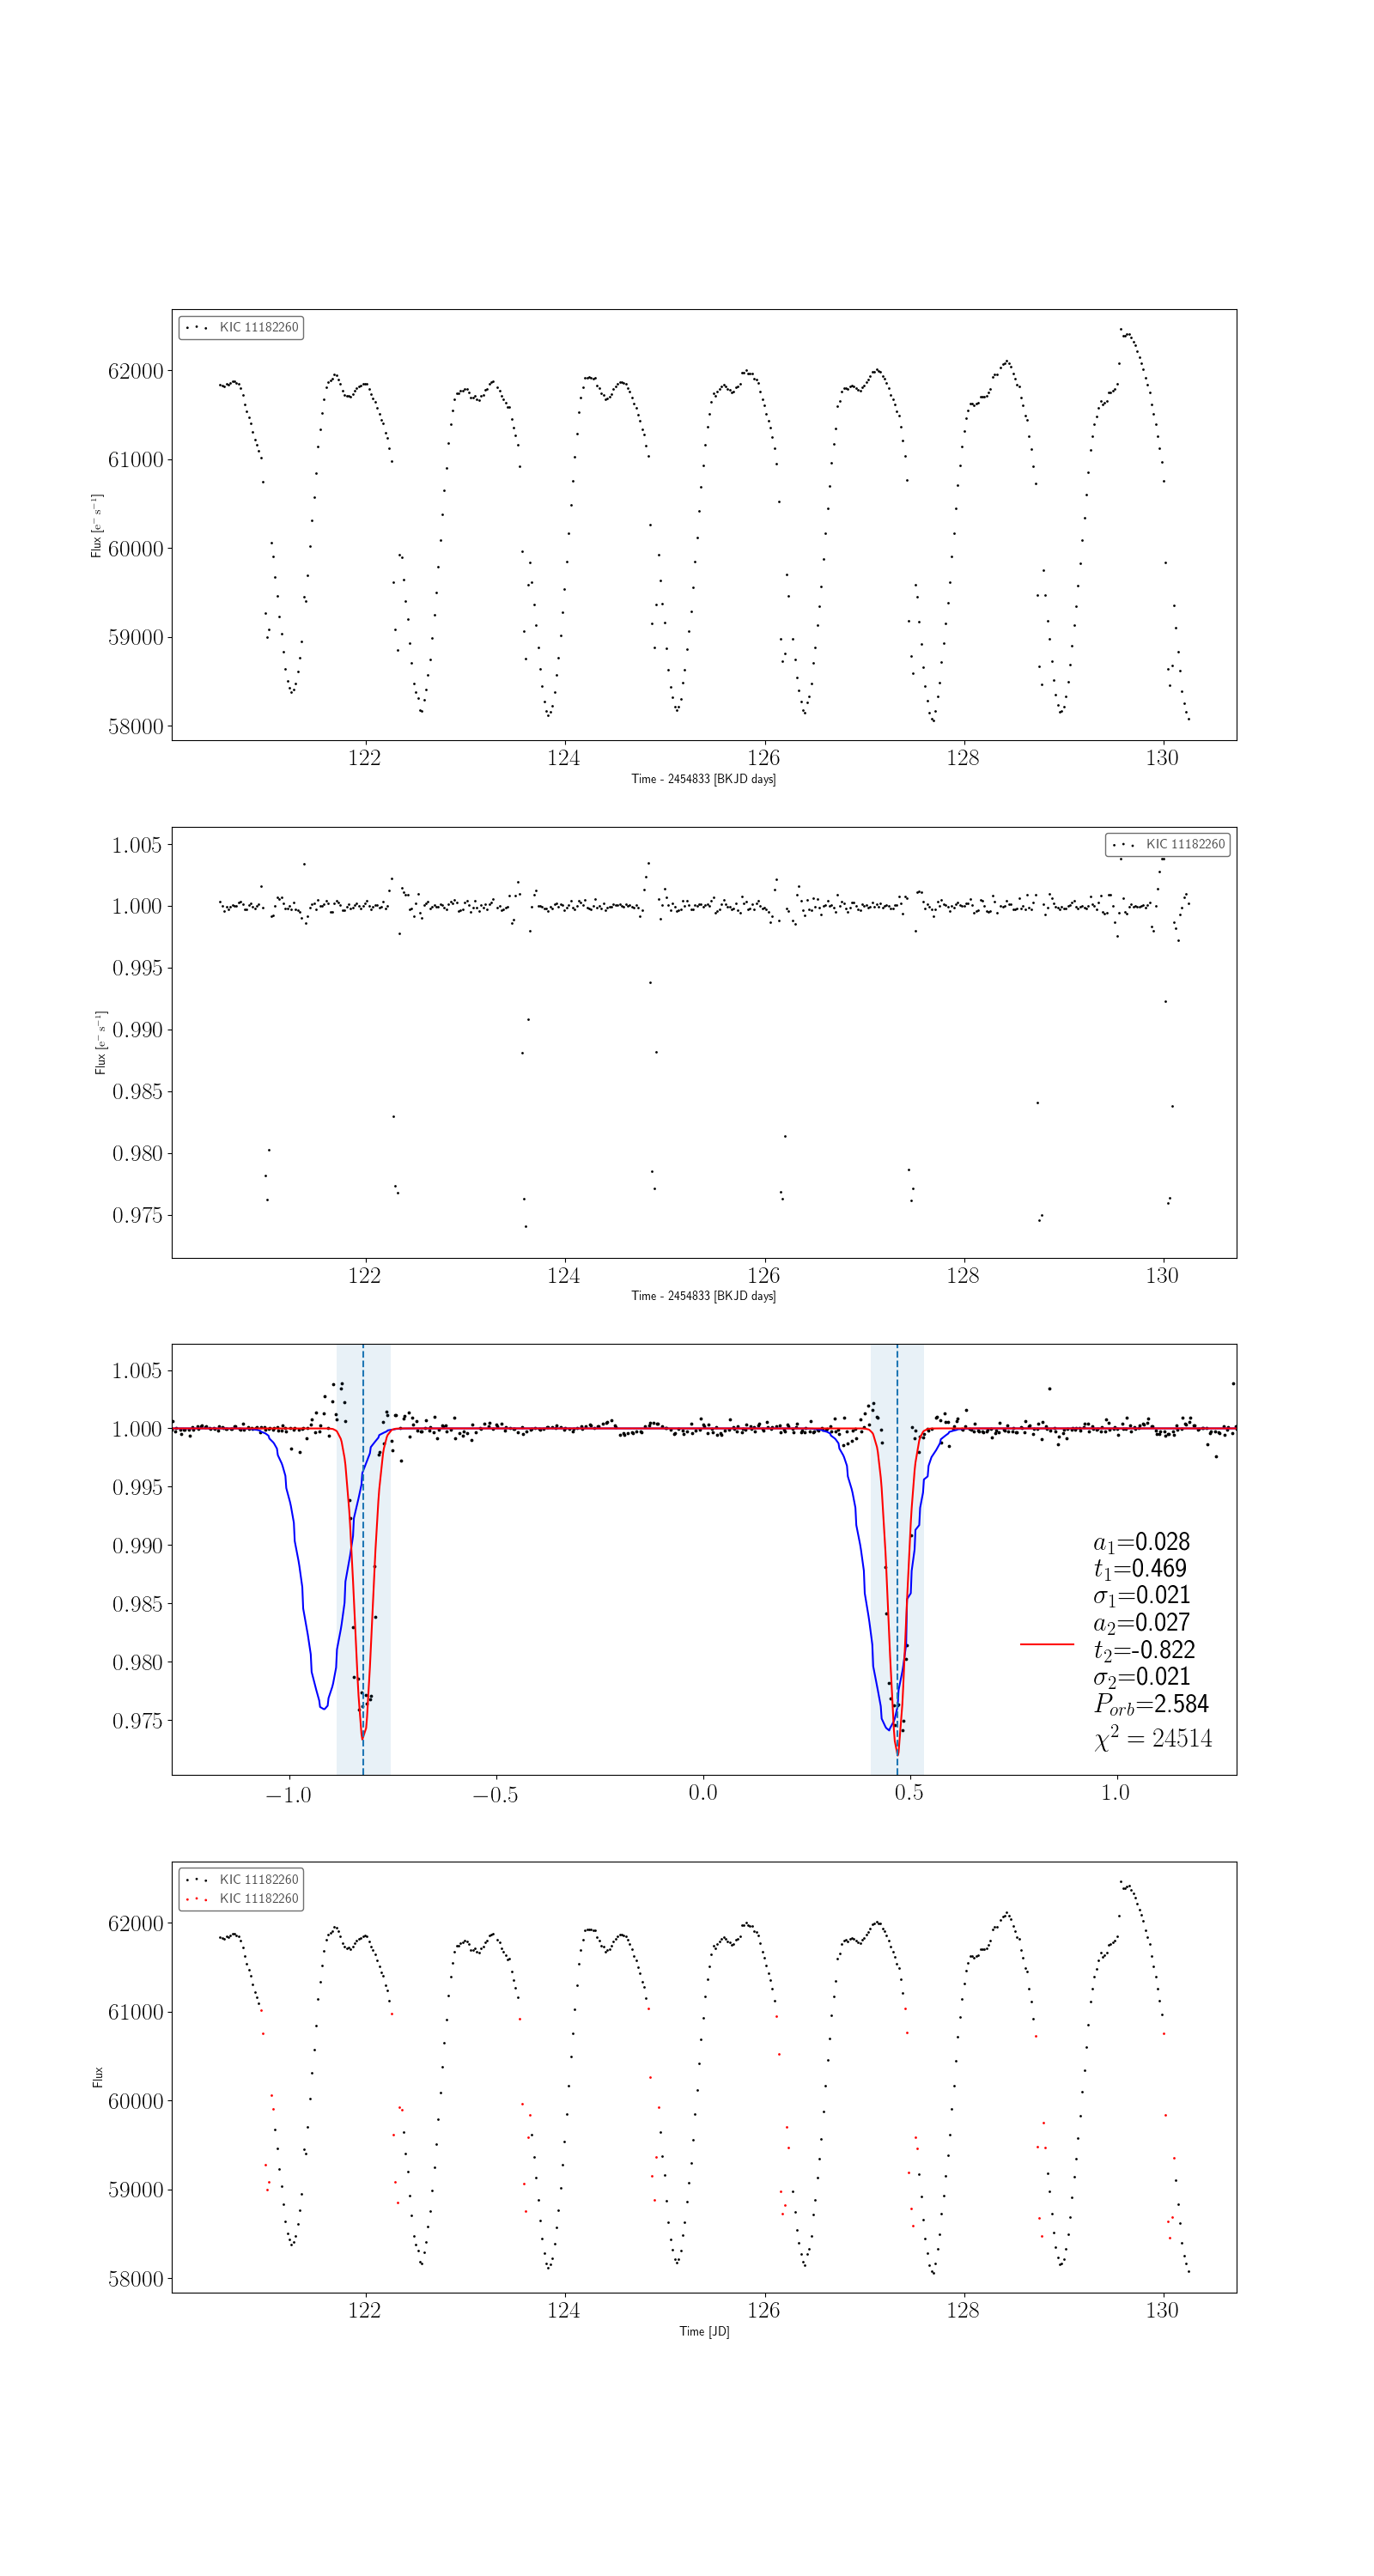 KIC 11182260
62000
61000
60000
59000
58000
Flux [e⁻ s⁻¹]
122 124 126 128 130
Time - 2454833 [BKJD days]
KIC 11182260
1.005
1.000
0.995
0.990
0.985
0.980
0.975
Flux [e⁻ s⁻¹]
122 124 126 128 130
Time - 2454833 [BKJD days]
1.005
1.000
0.995
0.990
0.985
0.980
0.975
a₁=0.028
t₁=0.469
σ₁=0.021
a₂=0.027
t₂=-0.822
σ₂=0.021
P_orb=2.584
χ² = 24514
−1.0 −0.5 0.0 0.5 1.0
KIC 11182260
KIC 11182260
62000
61000
60000
59000
58000
Flux
122 124 126 128 130
Time [JD]